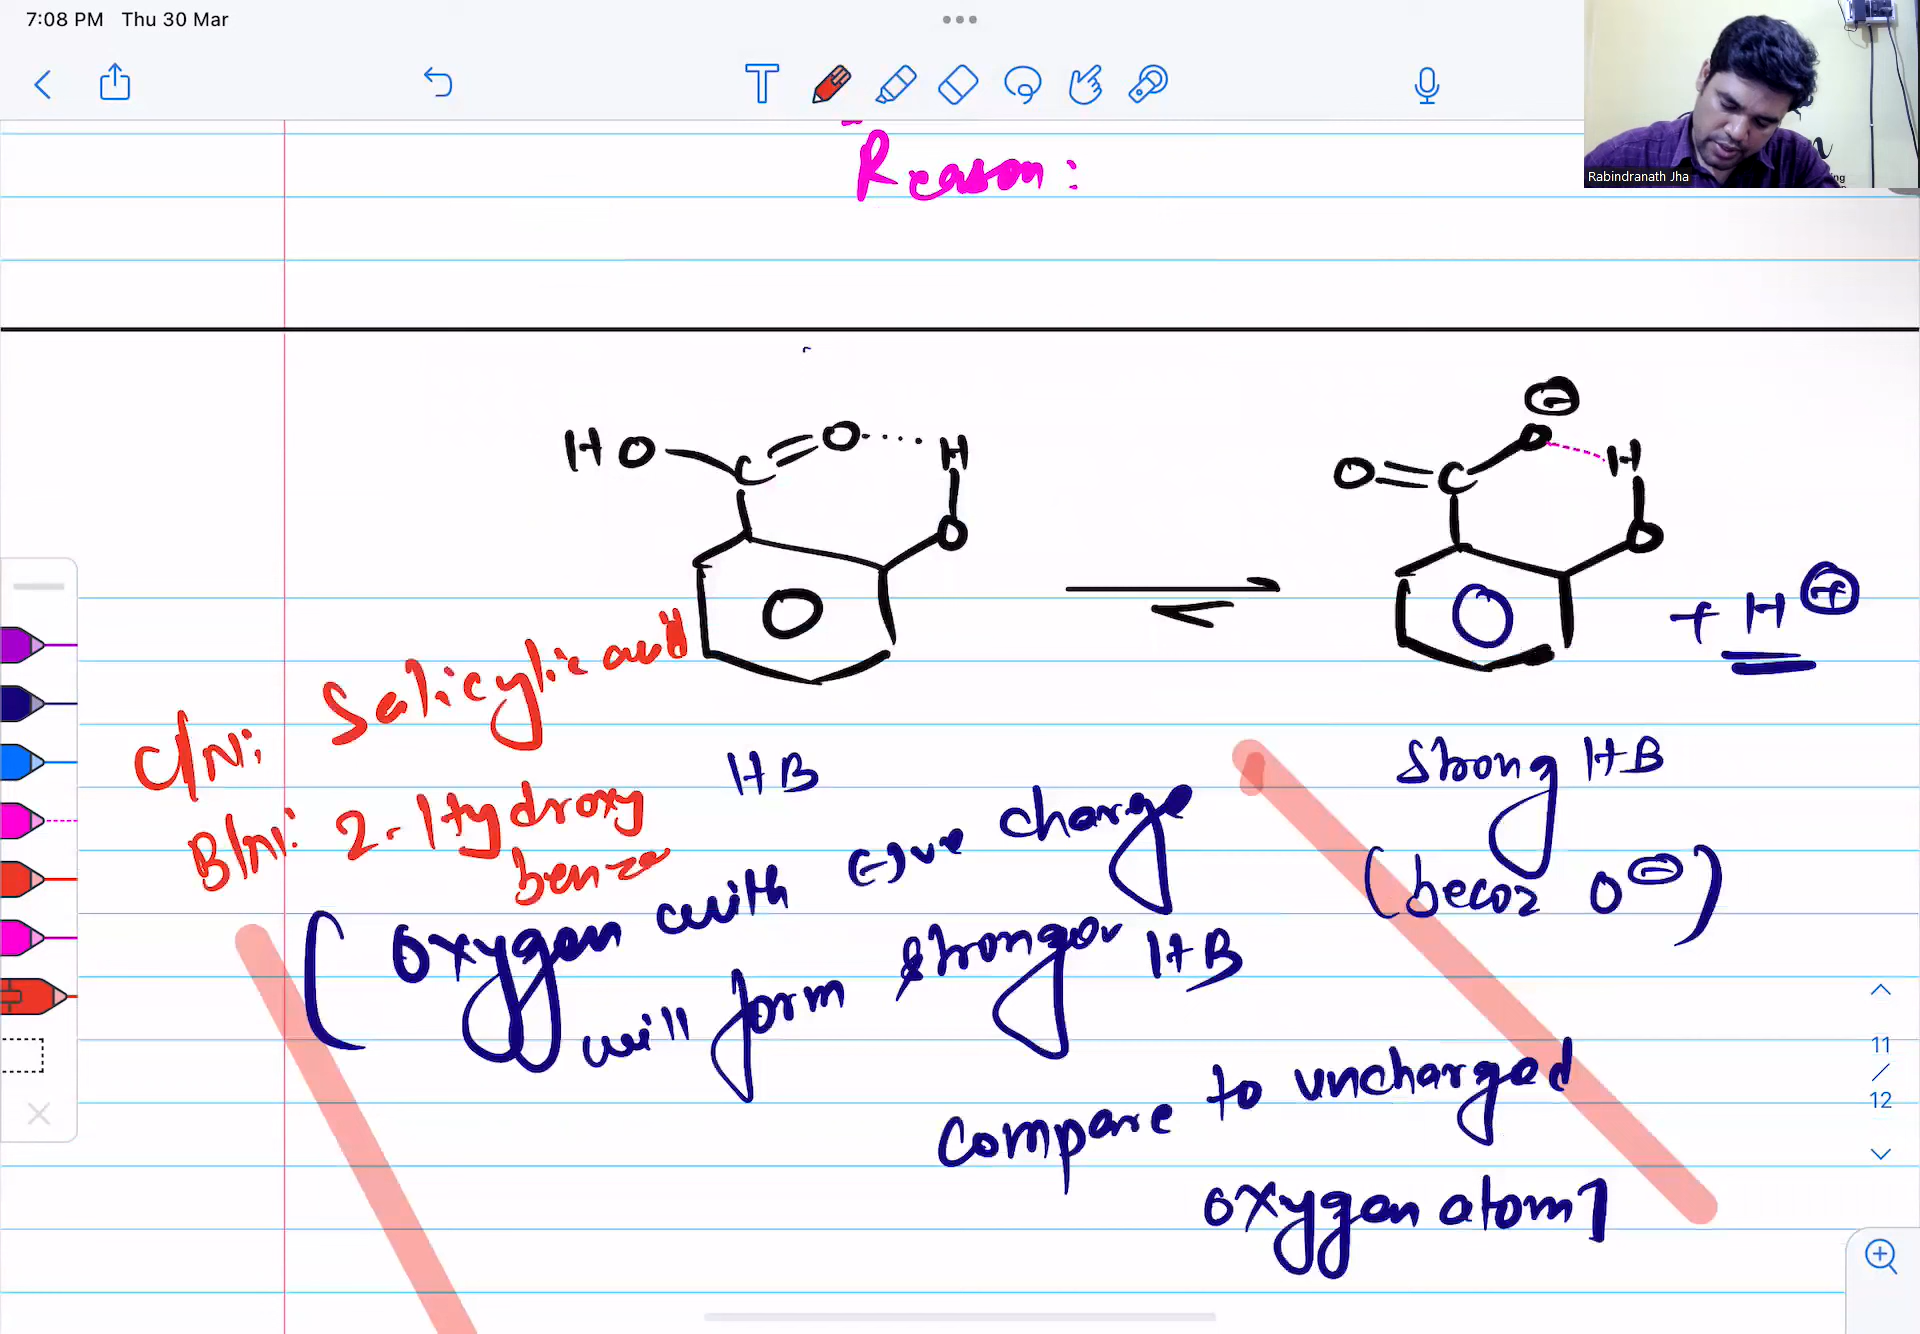 7:08 PM Thu 30 Mar
Rabindranath Jha
Reason:
HO C O H O
O C O ⊖ H O
+ H ⊕
C/N: Salicylic acid
B/N: 2-Hydroxy
benzo
HB
Strong HB
(becoz O⊖)
( oxygen with (-)ve charge
will form stronger HB
compare to uncharged
oxygen atom]
11
/
12